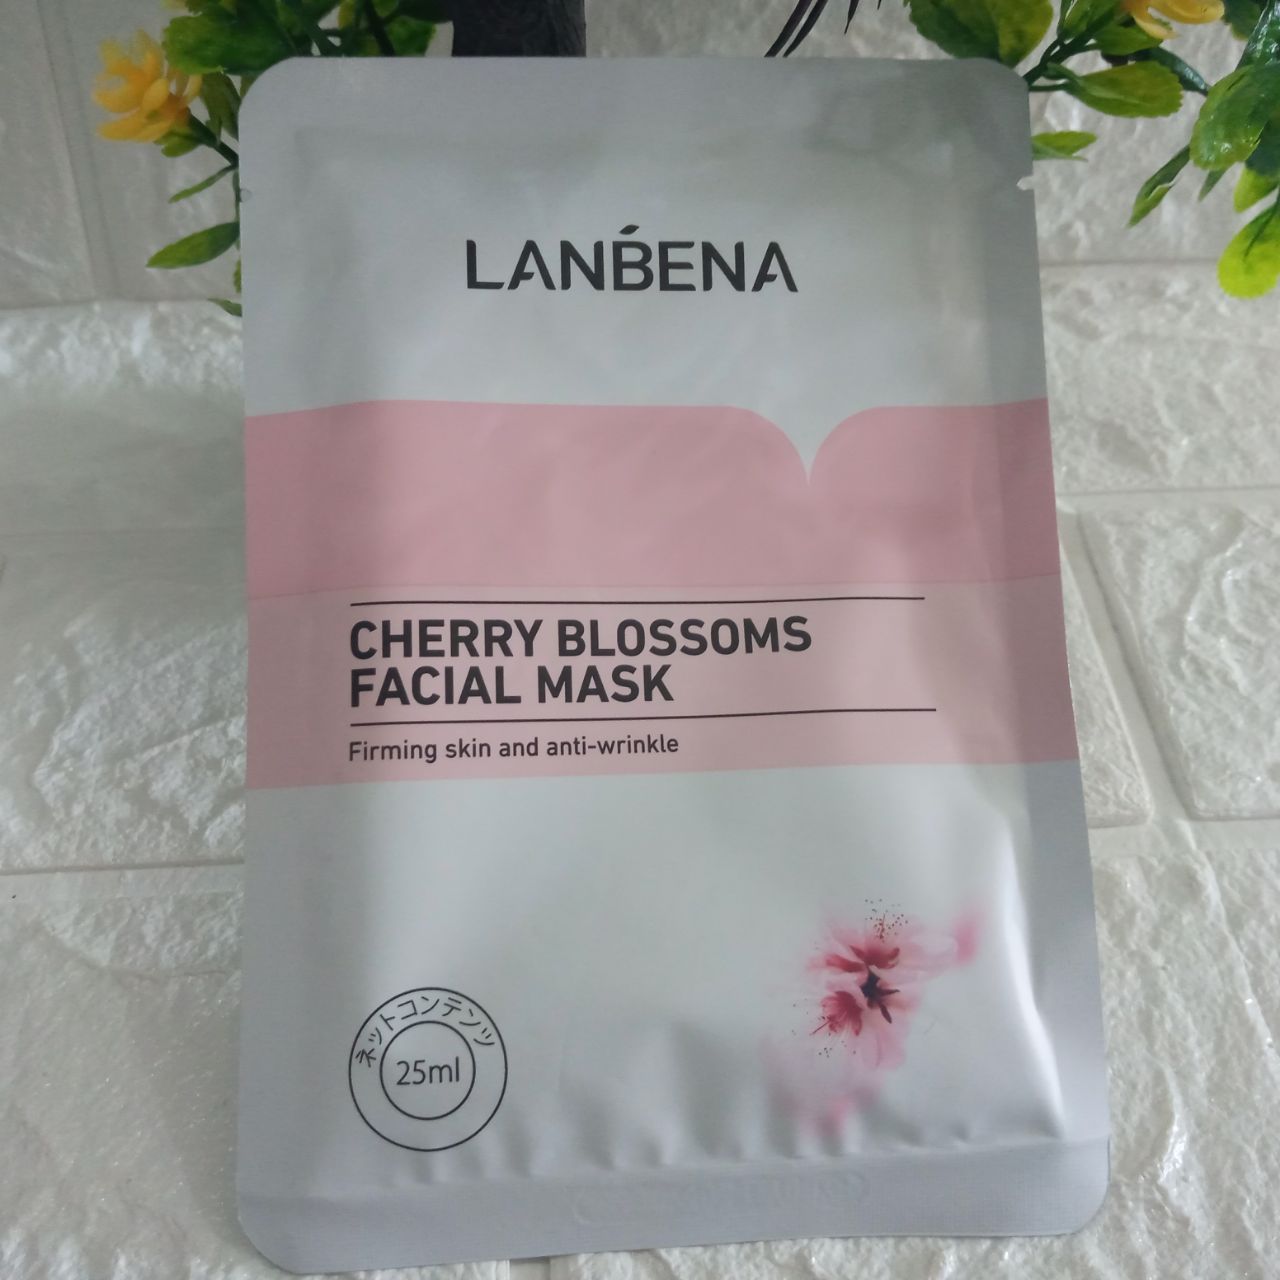 LANBENA
CHERRY BLOSSOMS
FACIAL MASK
Firming skin and anti-wrinkle
ネットコンテンツ
25ml